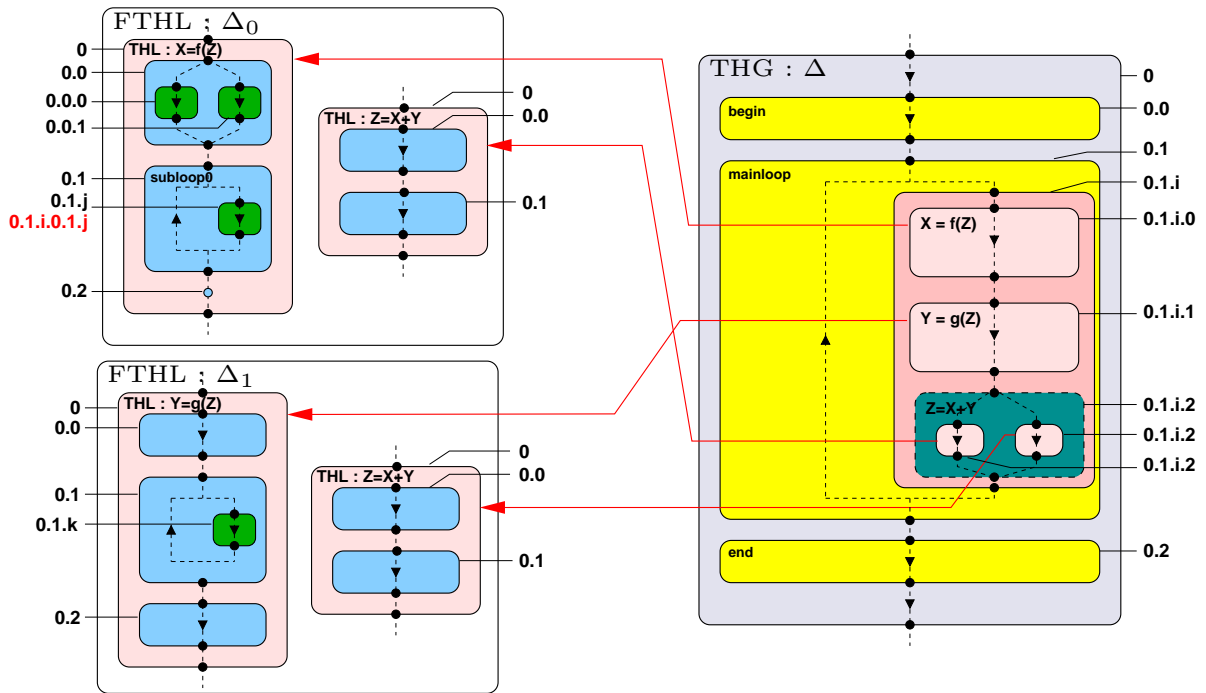 FTHL : Δ0
0
THL : X=f(Z)
0.0
0.0.0
0.0.1
0.1
subloop0
0.1.j
0.1.i.0.1.j
0.2
0
0.0
THL : Z=X+Y
0.1
FTHL : Δ1
0
THL : Y=g(Z)
0.0
0.1
0.1.k
0.2
0
0.0
THL : Z=X+Y
0.1
THG : Δ
0
begin
0.0
0.1
mainloop
0.1.i
X = f(Z)
0.1.i.0
Y = g(Z)
0.1.i.1
Z=X+Y
0.1.i.2
0.1.i.2
0.1.i.2
end
0.2